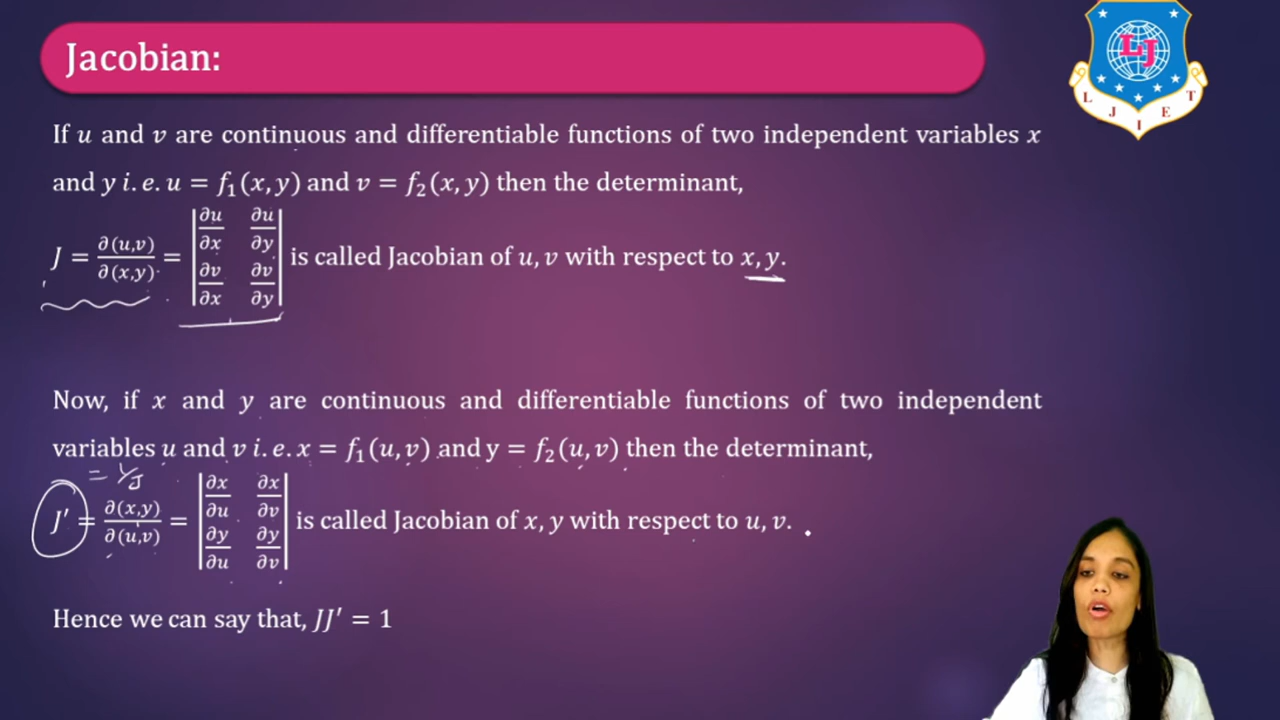 Jacobian:
LJ
L J I E T
If u and v are continuous and differentiable functions of two independent variables x
and y i.e. u = f₁(x, y) and v = f₂(x, y) then the determinant,
J = ∂(u,v)/∂(x,y) = |∂u/∂x ∂u/∂y; ∂v/∂x ∂v/∂y| is called Jacobian of u, v with respect to x, y.
Now, if x and y are continuous and differentiable functions of two independent
variables u and v i.e. x = f₁(u, v) and y = f₂(u, v) then the determinant,
= 1/J
J′ = ∂(x,y)/∂(u,v) = |∂x/∂u ∂x/∂v; ∂y/∂u ∂y/∂v| is called Jacobian of x, y with respect to u, v.
Hence we can say that, JJ′ = 1